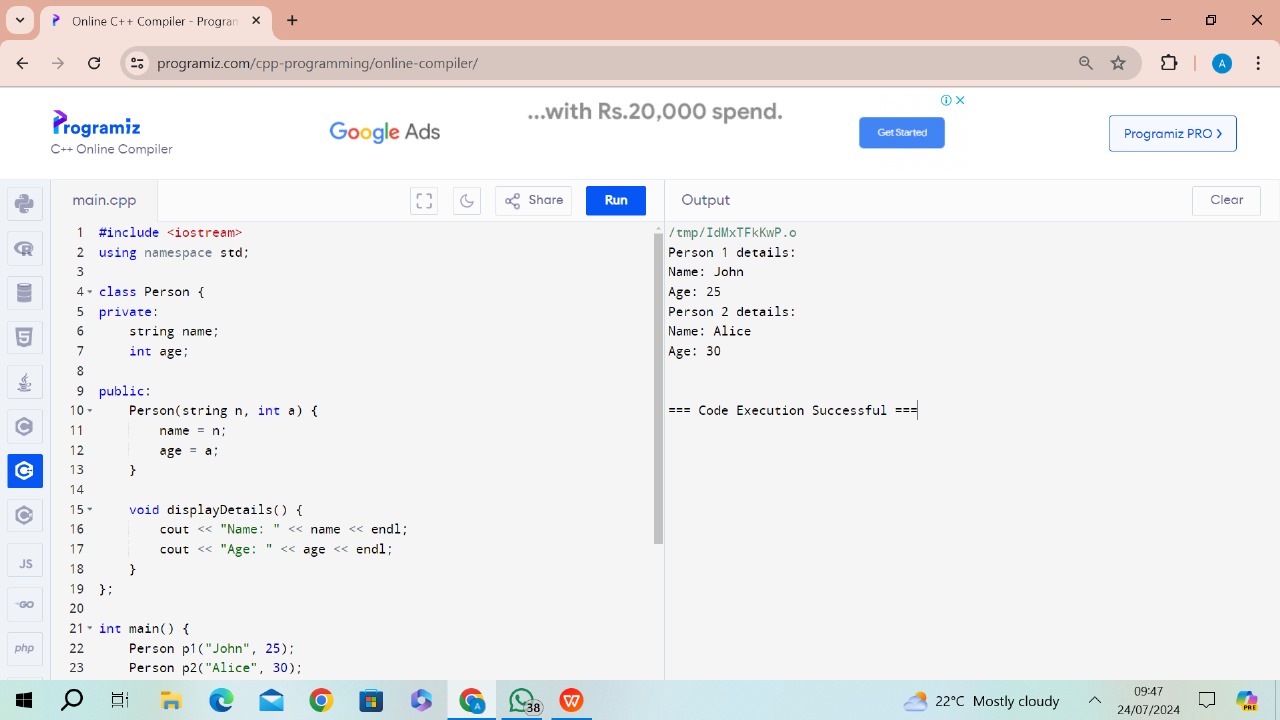 Online C++ Compiler - Program
programiz.com/cpp-programming/online-compiler/
A
Programiz
C++ Online Compiler
Google Ads
...with Rs.20,000 spend.
Get Started
Programiz PRO >
main.cpp
Share
Run
Output
Clear
1 #include <iostream>
2 using namespace std;
3
4 class Person {
5 private:
6     string name;
7     int age;
8
9 public:
10     Person(string n, int a) {
11         name = n;
12         age = a;
13     }
14
15     void displayDetails() {
16         cout << "Name: " << name << endl;
17         cout << "Age: " << age << endl;
18     }
19 };
20
21 int main() {
22     Person p1("John", 25);
23     Person p2("Alice", 30);
/tmp/IdMxTFkKwP.o
Person 1 details:
Name: John
Age: 25
Person 2 details:
Name: Alice
Age: 30
=== Code Execution Successful ===
R
5
JS
GO
php
A
38
W
22°C Mostly cloudy
09:47
24/07/2024
PRE